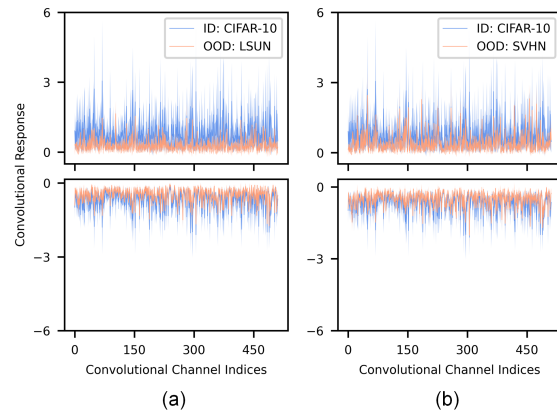 Convolutional Response
6
3
0
ID: CIFAR-10
OOD: LSUN
6
3
0
ID: CIFAR-10
OOD: SVHN
−0
−3
−6
0
−3
−6
0 150 300 450
0 150 300 450
Convolutional Channel Indices
Convolutional Channel Indices
(a)
(b)